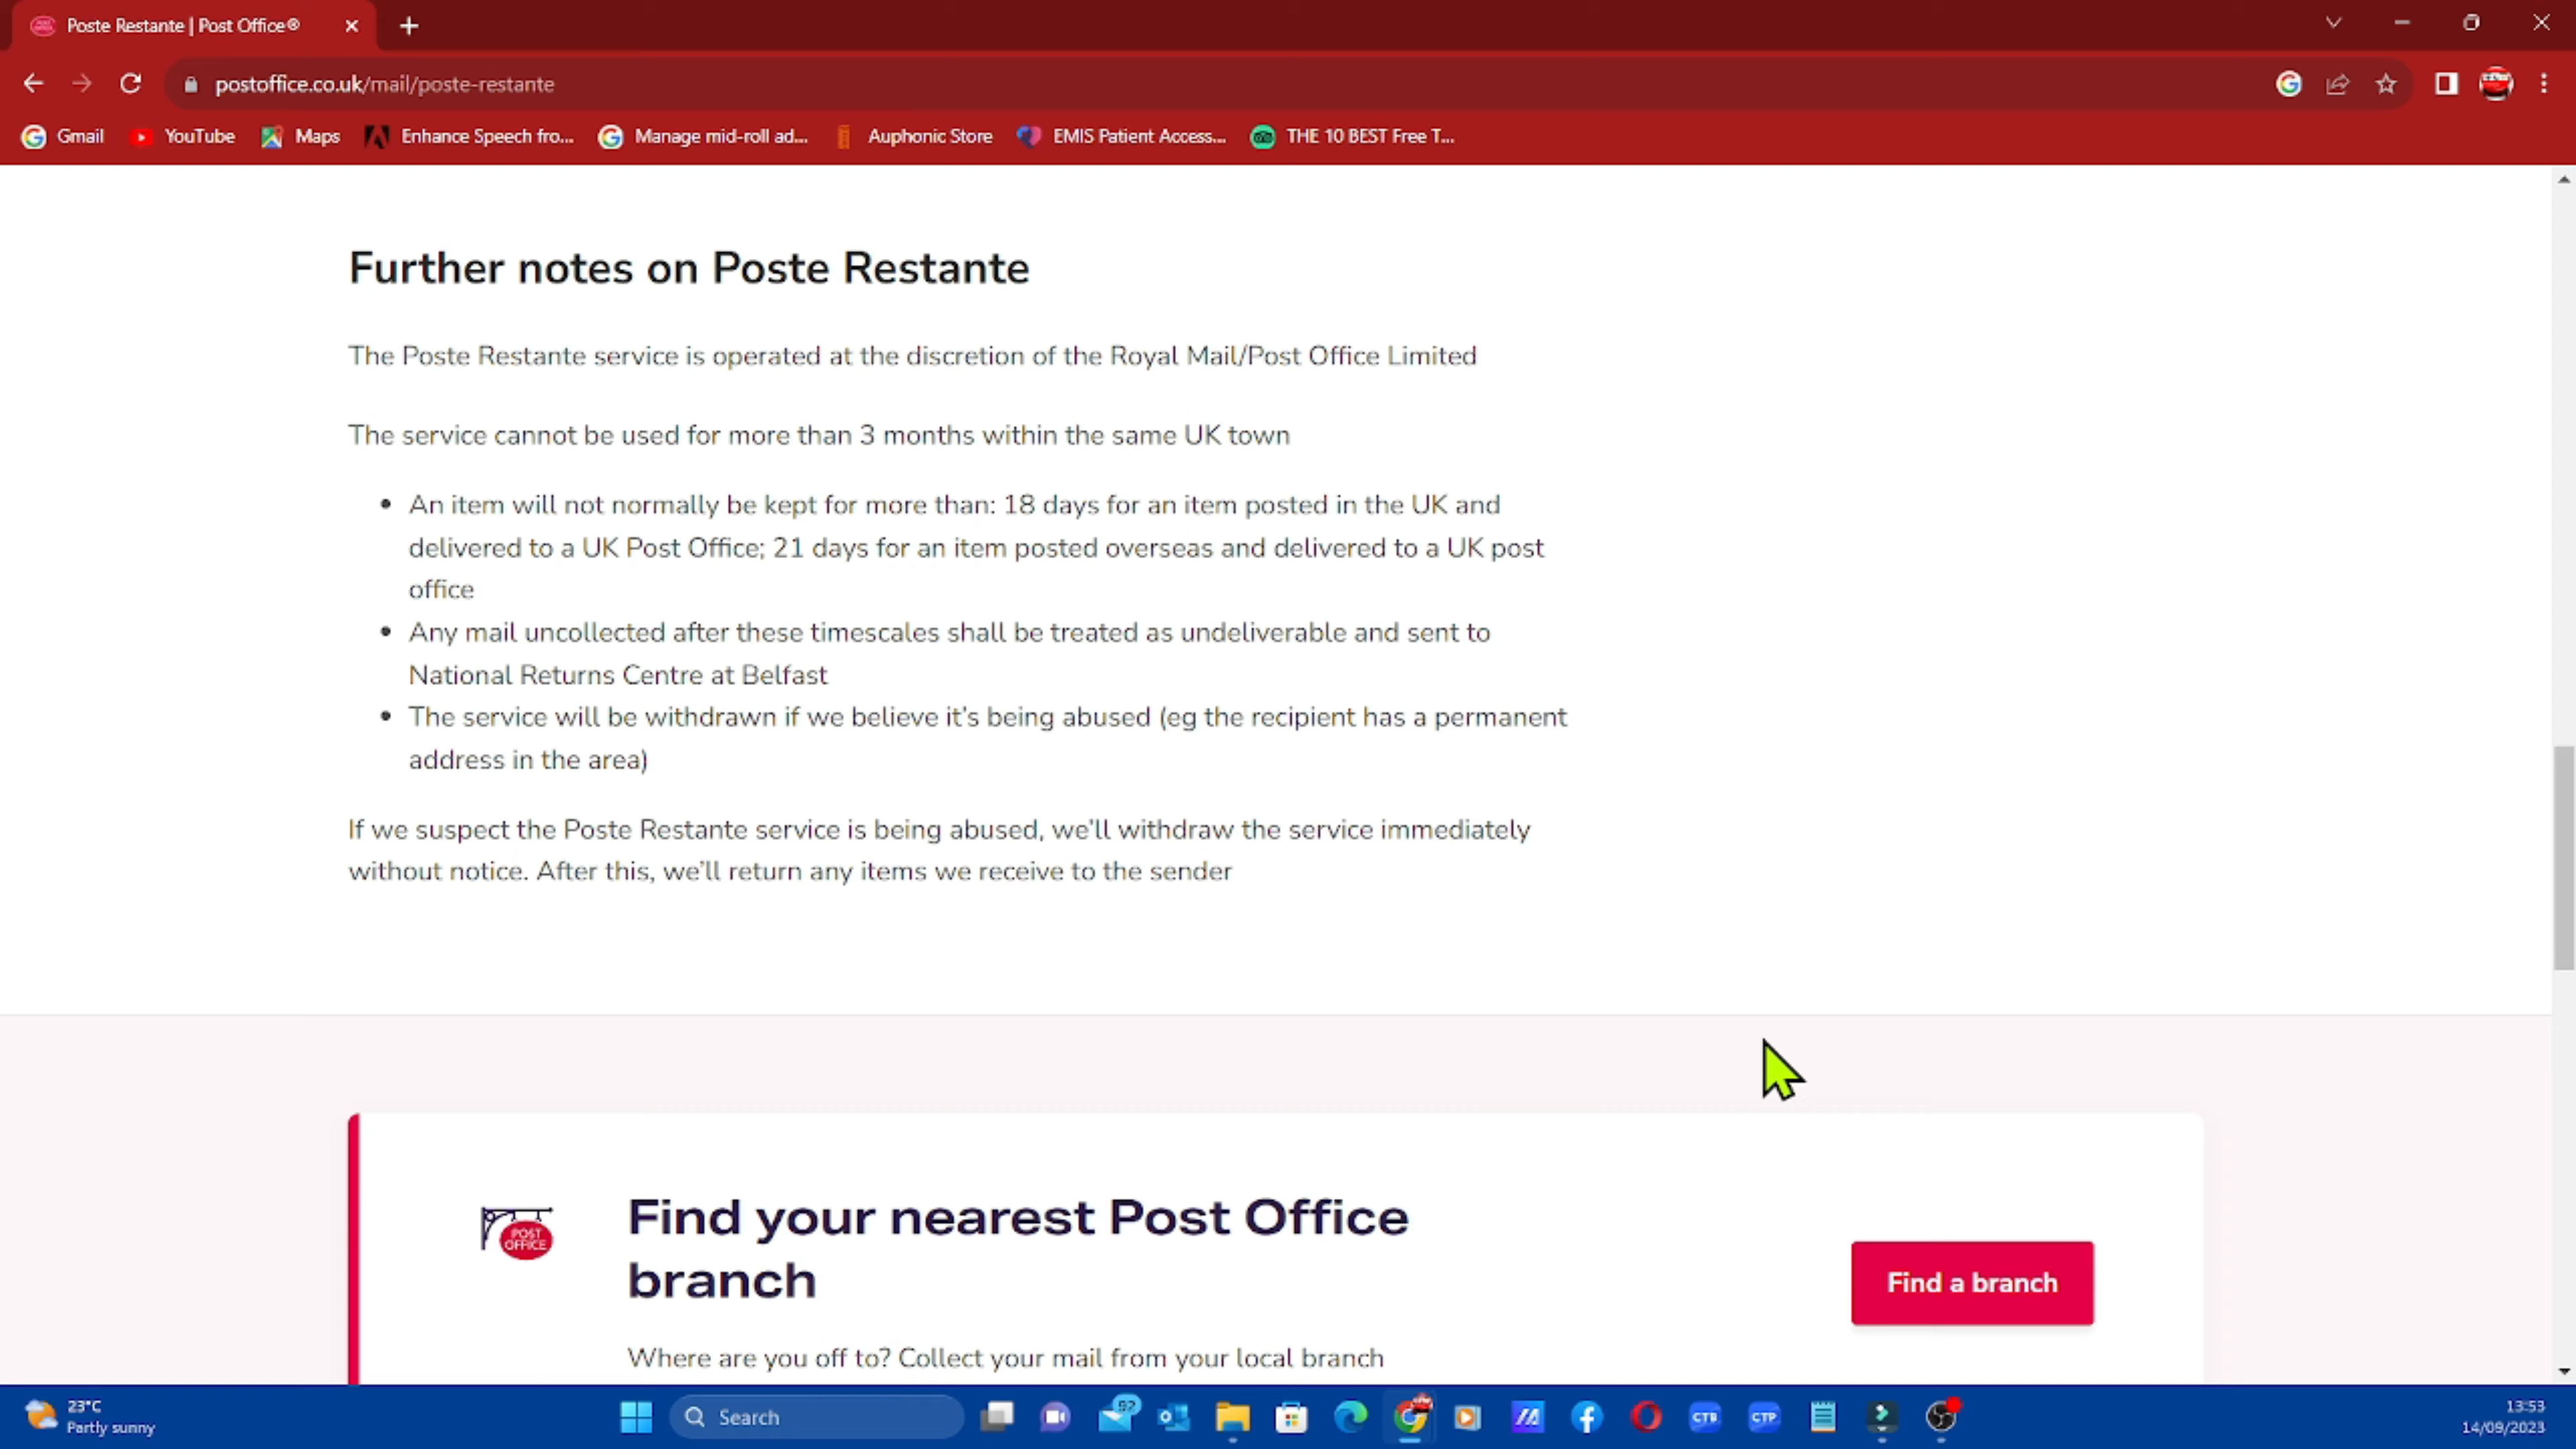 Poste Restante | Post Office®
postoffice.co.uk/mail/poste-restante
Gmail
YouTube
Maps
Enhance Speech fro...
Manage mid-roll ad...
Auphonic Store
EMIS Patient Access...
THE 10 BEST Free T...
Further notes on Poste Restante
The Poste Restante service is operated at the discretion of the Royal Mail/Post Office Limited
The service cannot be used for more than 3 months within the same UK town
• An item will not normally be kept for more than: 18 days for an item posted in the UK and
delivered to a UK Post Office; 21 days for an item posted overseas and delivered to a UK post
office
• Any mail uncollected after these timescales shall be treated as undeliverable and sent to
National Returns Centre at Belfast
• The service will be withdrawn if we believe it's being abused (eg the recipient has a permanent
address in the area)
If we suspect the Poste Restante service is being abused, we'll withdraw the service immediately
without notice. After this, we'll return any items we receive to the sender
POST
OFFICE
Find your nearest Post Office
branch
Find a branch
Where are you off to? Collect your mail from your local branch
23°C
Partly sunny
Search
92
CTB
CTP
13:53
14/09/2023